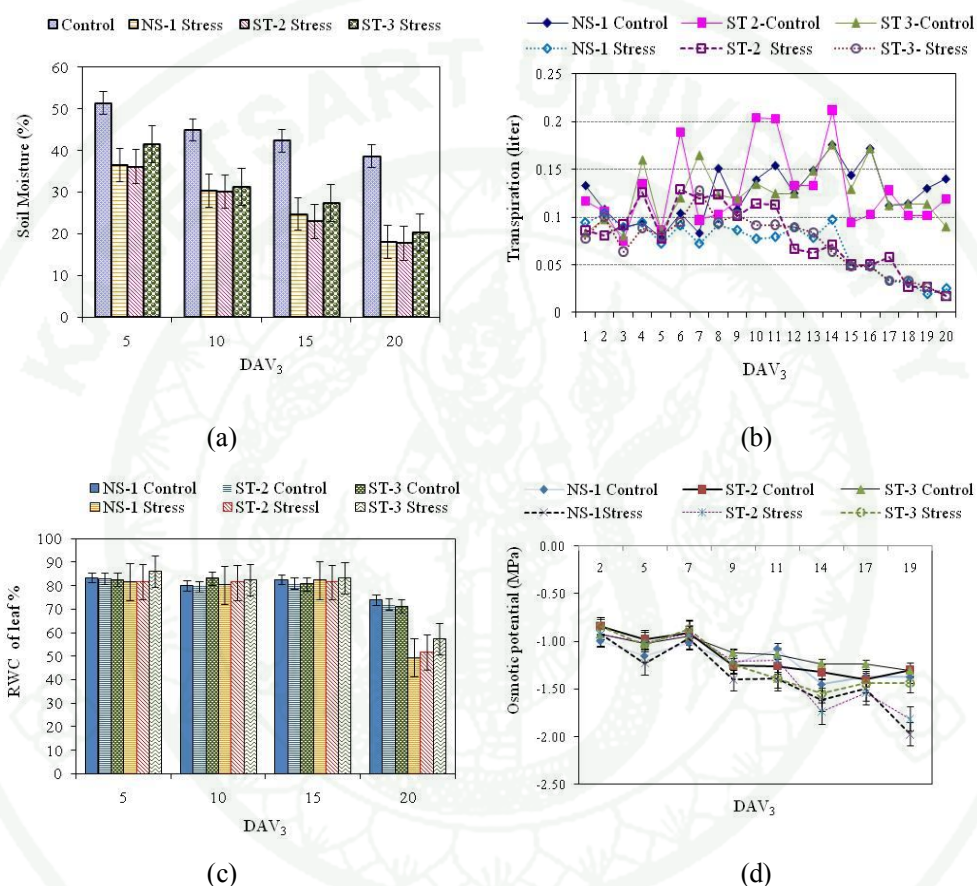 Control NS-1 Stress ST-2 Stress ST-3 Stress
60
50
40
30
20
10
0
Soil Moisture (%)
5 10 15 20
DAV3
(a)
NS-1 Control ST 2-Control ST 3-Control
NS-1 Stress ST-2 Stress ST-3- Stress
0.25
0.2
0.15
0.1
0.05
0
Transpiration (liter)
1 2 3 4 5 6 7 8 9 10 11 12 13 14 15 16 17 18 19 20
DAV3
(b)
NS-1 Control ST-2 Control ST-3 Control
NS-1 Stress ST-2 Stressl ST-3 Stress
100
90
80
70
60
50
40
30
20
10
0
RWC of leaf %
5 10 15 20
DAV3
(c)
NS-1 Control ST-2 Control ST-3 Control
NS-1Stress ST-2 Stress ST-3 Stress
0.00
-0.50
-1.00
-1.50
-2.00
-2.50
Osmotic potential (MPa)
2 5 7 9 11 14 17 19
DAV3
(d)